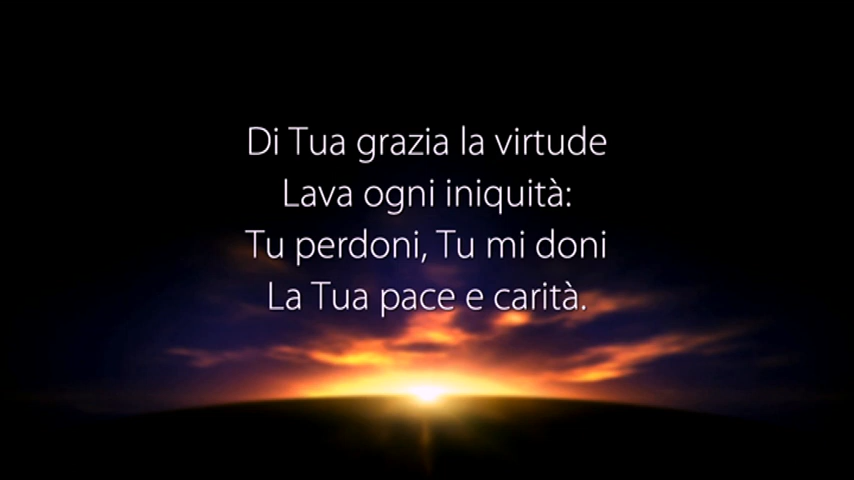 Di Tua grazia la virtude
Lava ogni iniquità:
Tu perdoni, Tu mi doni
La Tua pace e carità.